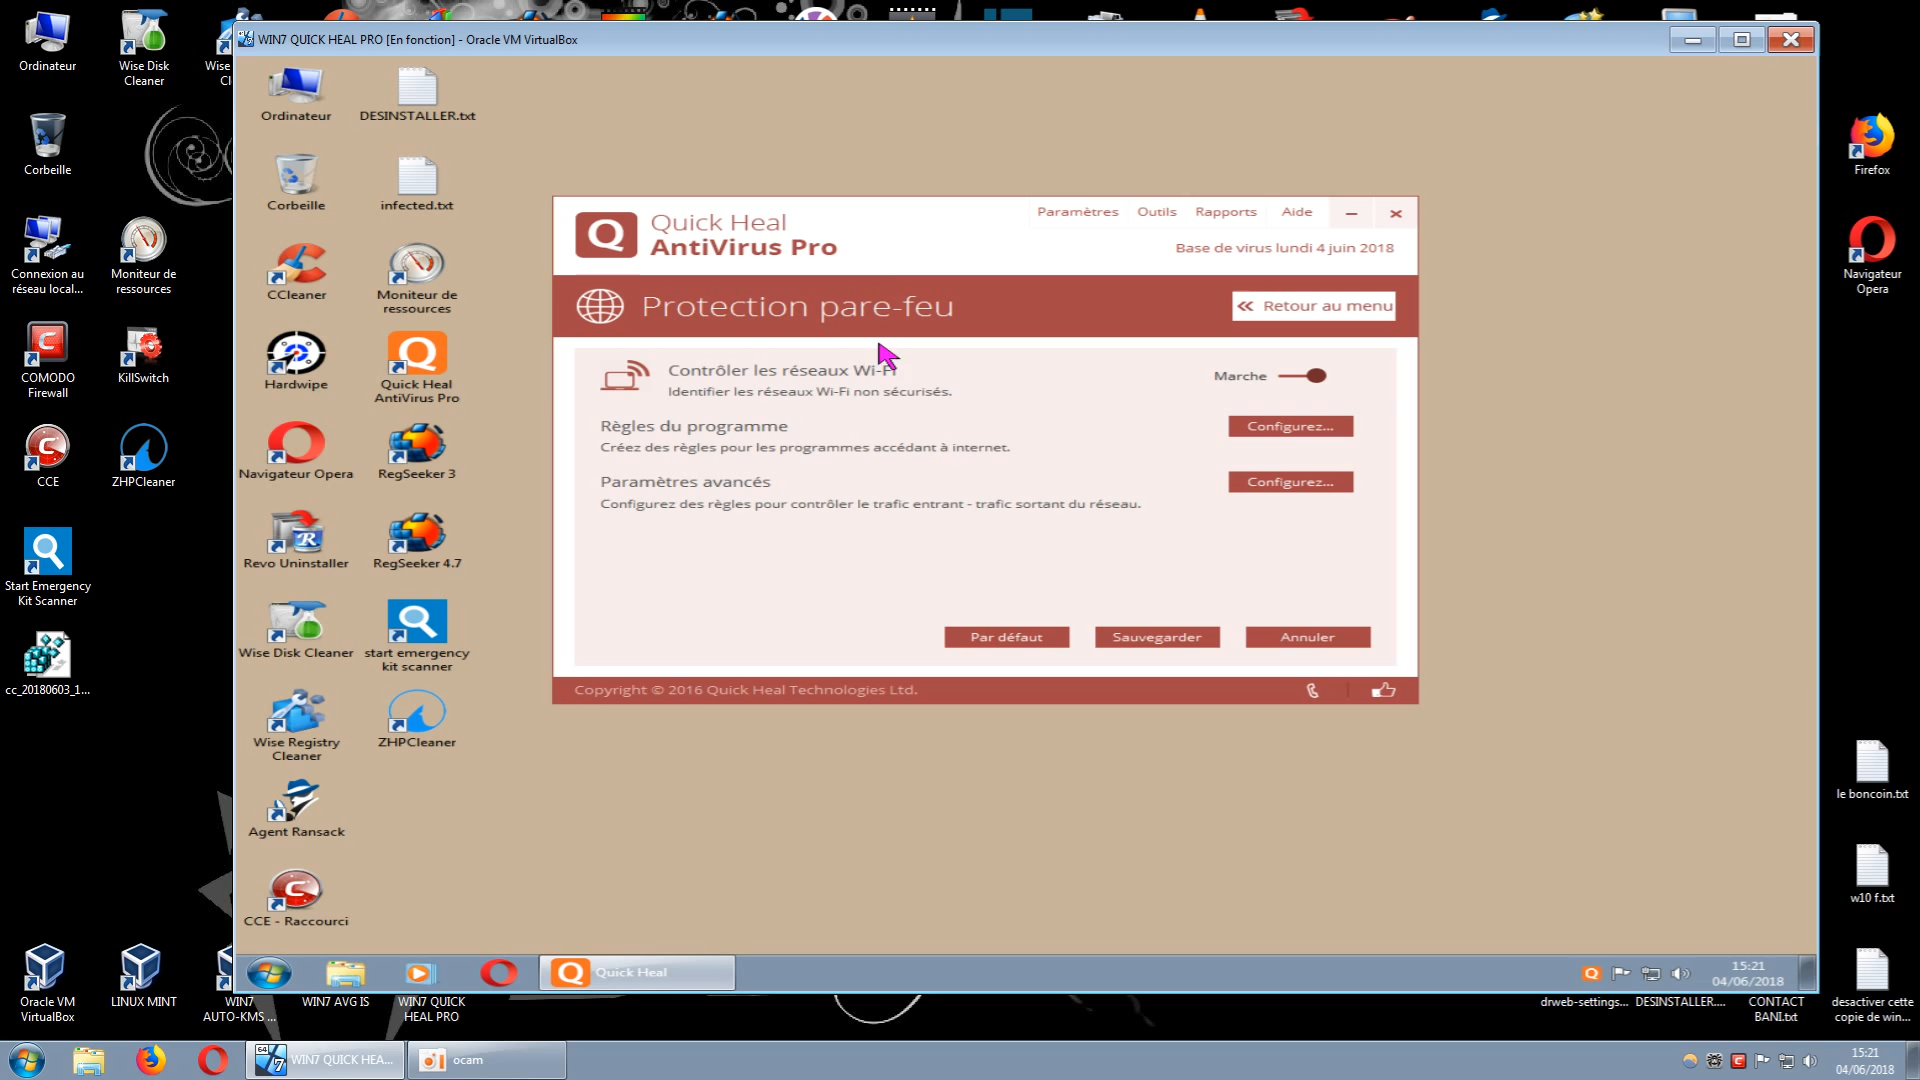 WIN7 QUICK HEAL PRO [En fonction] - Oracle VM VirtualBox
Ordinateur
Wise Disk
Cleaner
Wise
Cl
Corbeille
Connexion au
réseau local...
Moniteur de
ressources
COMODO
Firewall
KillSwitch
CCE
ZHPCleaner
Start Emergency
Kit Scanner
cc_20180603_1...
Oracle VM
VirtualBox
LINUX MINT
WIN7
AUTO-KMS ...
WIN7 AVG IS
WIN7 QUICK
HEAL PRO
Ordinateur
DESINSTALLER.txt
Corbeille
infected.txt
CCleaner
Moniteur de
ressources
Hardwipe
Quick Heal
AntiVirus Pro
Navigateur Opera
RegSeeker 3
Revo Uninstaller
RegSeeker 4.7
Wise Disk Cleaner
start emergency
kit scanner
Wise Registry
Cleaner
ZHPCleaner
Agent Ransack
CCE - Raccourci
Q
Quick Heal
AntiVirus Pro
Paramètres
Outils
Rapports
Aide
Base de virus lundi 4 juin 2018
Protection pare-feu
« Retour au menu
Contrôler les réseaux Wi-Fi
Identifier les réseaux Wi-Fi non sécurisés.
Marche
Règles du programme
Créez des règles pour les programmes accédant à internet.
Configurez...
Paramètres avancés
Configurez des règles pour contrôler le trafic entrant - trafic sortant du réseau.
Configurez...
Par défaut
Sauvegarder
Annuler
Copyright © 2016 Quick Heal Technologies Ltd.
Quick Heal
15:21
04/06/2018
Firefox
Navigateur
Opera
le boncoin.txt
w10 f.txt
drweb-settings...
DESINSTALLER....
CONTACT
BANI.txt
desactiver cette
copie de win...
64
WIN7 QUICK HEA...
ocam
15:21
04/06/2018